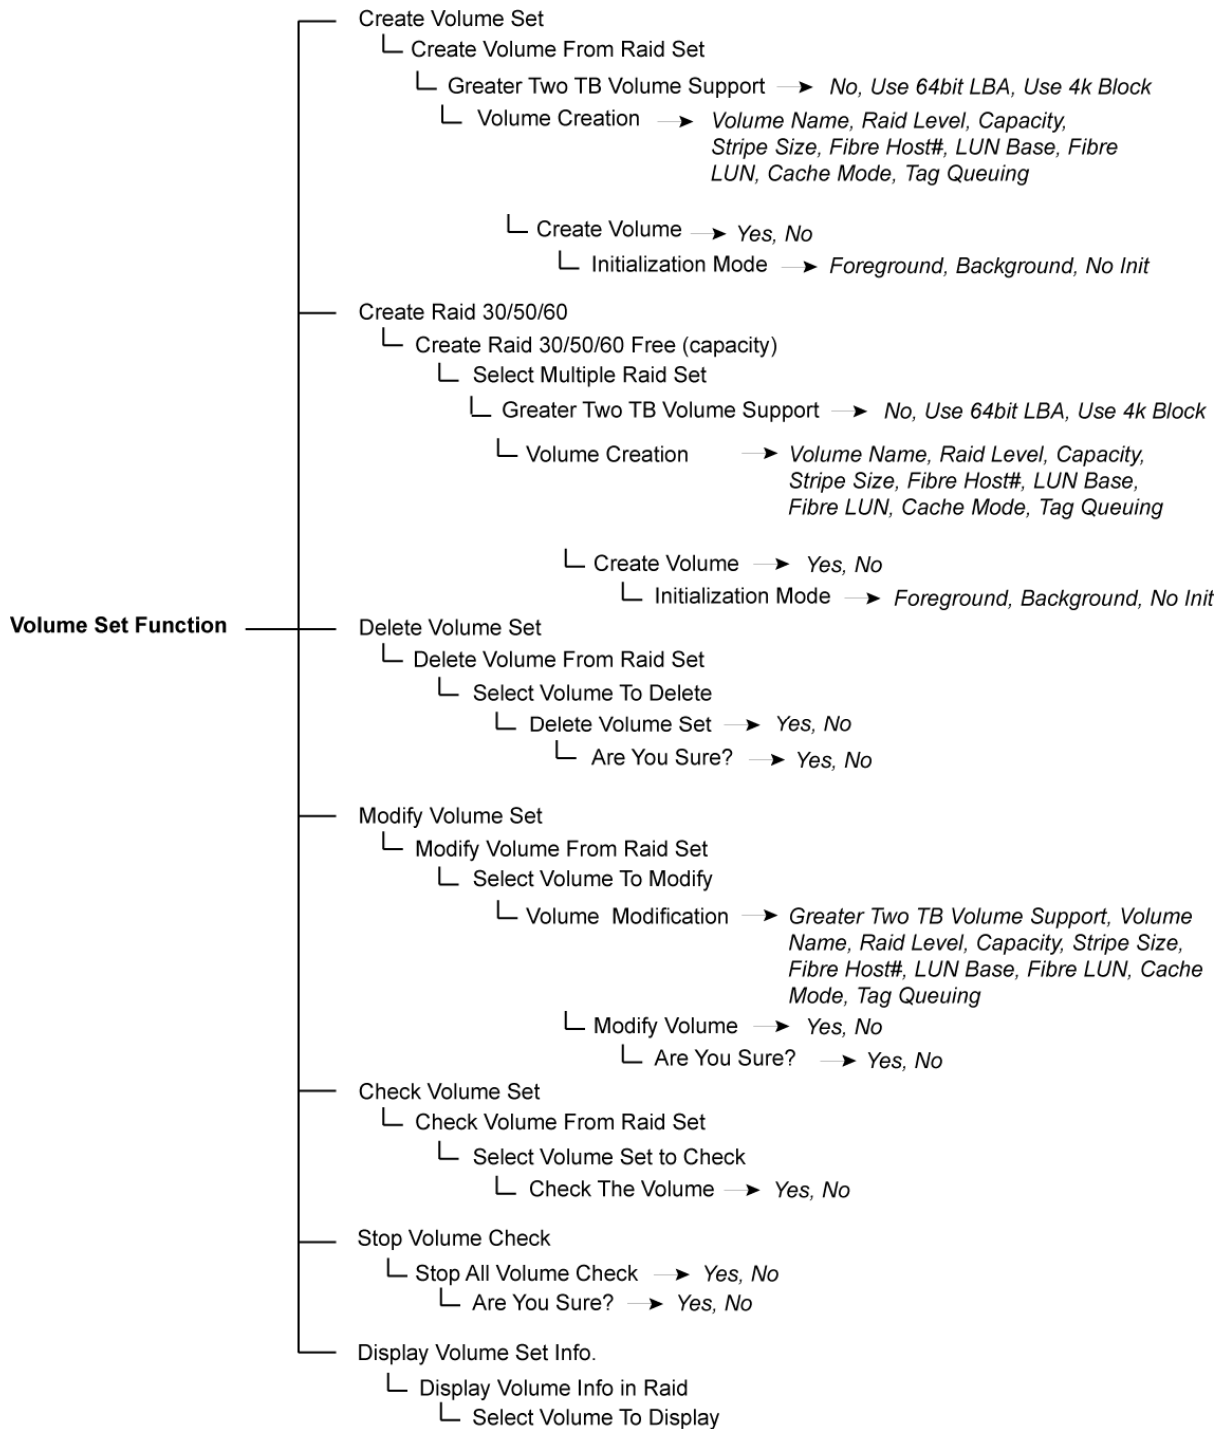 Create Volume Set
Create Volume From Raid Set
Greater Two TB Volume Support No, Use 64bit LBA, Use 4k Block
Volume Creation Volume Name, Raid Level, Capacity,
Stripe Size, Fibre Host#, LUN Base, Fibre
LUN, Cache Mode, Tag Queuing
Create Volume Yes, No
Initialization Mode Foreground, Background, No Init
Create Raid 30/50/60
Create Raid 30/50/60 Free (capacity)
Select Multiple Raid Set
Greater Two TB Volume Support No, Use 64bit LBA, Use 4k Block
Volume Creation Volume Name, Raid Level, Capacity,
Stripe Size, Fibre Host#, LUN Base,
Fibre LUN, Cache Mode, Tag Queuing
Create Volume Yes, No
Initialization Mode Foreground, Background, No Init
Volume Set Function Delete Volume Set
Delete Volume From Raid Set
Select Volume To Delete
Delete Volume Set Yes, No
Are You Sure? Yes, No
Modify Volume Set
Modify Volume From Raid Set
Select Volume To Modify
Volume Modification Greater Two TB Volume Support, Volume
Name, Raid Level, Capacity, Stripe Size,
Fibre Host#, LUN Base, Fibre LUN, Cache
Mode, Tag Queuing
Modify Volume Yes, No
Are You Sure? Yes, No
Check Volume Set
Check Volume From Raid Set
Select Volume Set to Check
Check The Volume Yes, No
Stop Volume Check
Stop All Volume Check Yes, No
Are You Sure? Yes, No
Display Volume Set Info.
Display Volume Info in Raid
Select Volume To Display